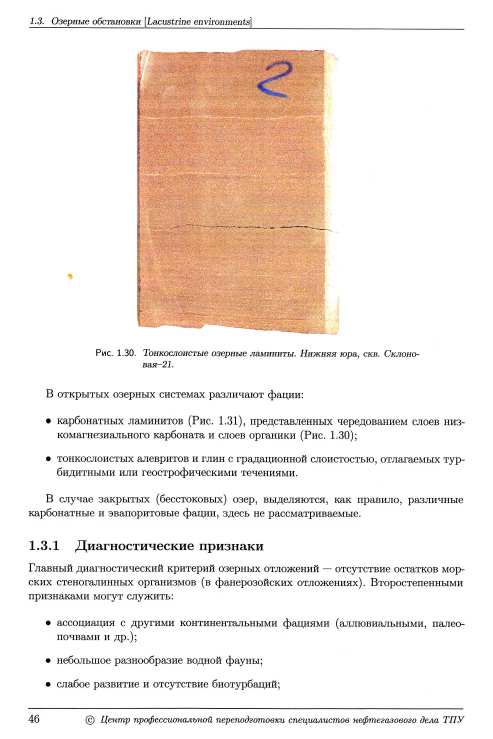 1.3. Озерные обстановки [Lacustrine environments]
2
Рис. 1.30. Тонкослоистые озерные ламиниты. Нижняя юра, скв. Склоно-
вая–21.
В открытых озерных системах различают фации:
• карбонатных ламинитов (Рис. 1.31), представленных чередованием слоев низ-
комагнезиального карбоната и слоев органики (Рис. 1.30);
• тонкослоистых алевритов и глин с градационной слоистостью, отлагаемых тур-
бидитными или геострофическими течениями.
В случае закрытых (бесстоковых) озер, выделяются, как правило, различные
карбонатные и эвапоритовые фации, здесь не рассматриваемые.
1.3.1 Диагностические признаки
Главный диагностический критерий озерных отложений — отсутствие остатков мор-
ских стеногалинных организмов (в фанерозойских отложениях). Второстепенными
признаками могут служить:
• ассоциация с другими континентальными фациями (аллювиальными, палео-
почвами и др.);
• небольшое разнообразие водной фауны;
• слабое развитие и отсутствие биотурбаций;
46 © Центр профессиональной переподготовки специалистов нефтегазового дела ТПУ